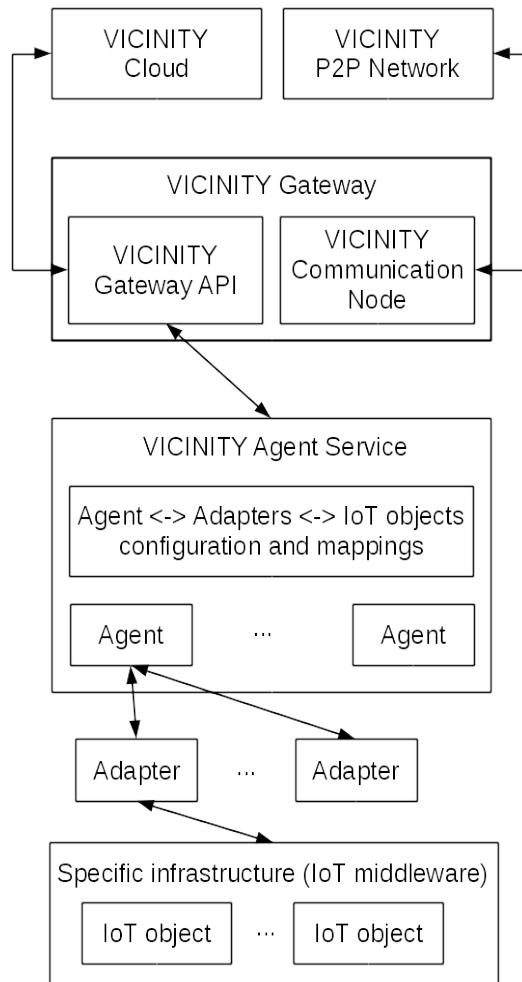 VICINITY
Cloud
VICINITY
P2P Network
VICINITY Gateway
VICINITY
Gateway API
VICINITY
Communication
Node
VICINITY Agent Service
Agent <-> Adapters <-> IoT objects
configuration and mappings
Agent
...
Agent
Adapter
...
Adapter
Specific infrastructure (IoT middleware)
IoT object
...
IoT object